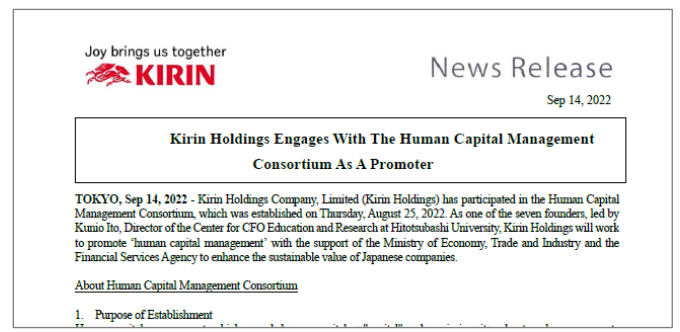 Joy brings us together
KIRIN
News Release
Sep 14, 2022
Kirin Holdings Engages With The Human Capital Management
Consortium As A Promoter
TOKYO, Sep 14, 2022 - Kirin Holdings Company, Limited (Kirin Holdings) has participated in the Human Capital
Management Consortium, which was established on Thursday, August 25, 2022. As one of the seven founders, led by
Kunio Ito, Director of the Center for CFO Education and Research at Hitotsubashi University, Kirin Holdings will work
to promote ‘human capital management’ with the support of the Ministry of Economy, Trade and Industry and the
Financial Services Agency to enhance the sustainable value of Japanese companies.
About Human Capital Management Consortium
1. Purpose of Establishment